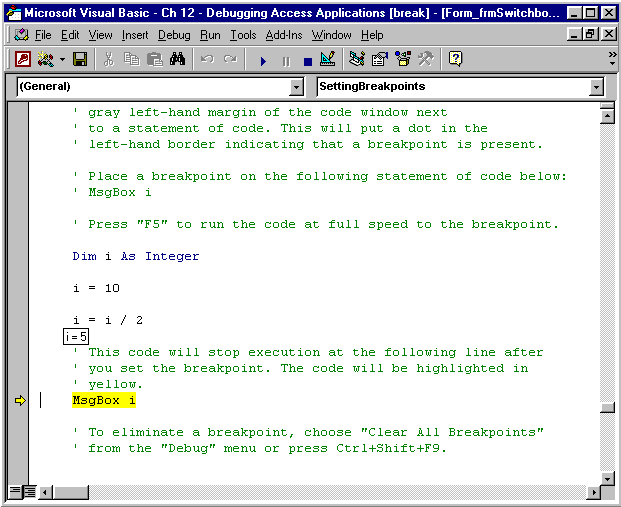 Microsoft Visual Basic - Ch 12 - Debugging Access Applications [break] - [Form_frmSwitchbo...
File Edit View Insert Debug Run Tools Add-Ins Window Help
(General) SettingBreakpoints
' gray left-hand margin of the code window next
' to a statement of code. This will put a dot in the
' left-hand border indicating that a breakpoint is present.
' Place a breakpoint on the following statement of code below:
' MsgBox i
' Press "F5" to run the code at full speed to the breakpoint.
Dim i As Integer
i = 10
i = i / 2
i = 5
' This code will stop execution at the following line after
' you set the breakpoint. The code will be highlighted in
' yellow.
MsgBox i
' To eliminate a breakpoint, choose "Clear All Breakpoints"
' from the "Debug" menu or press Ctrl+Shift+F9.